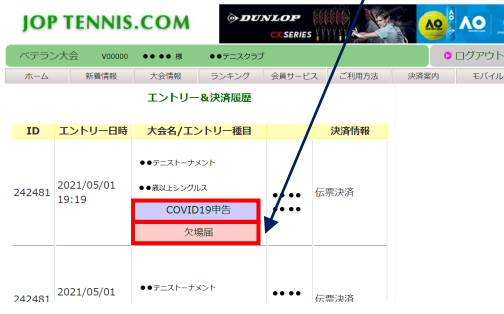 JOP TENNIS.COM
DUNLOP
CX SERIES
AO
AO
ベテラン大会 V00000 ●●●● 様 ●●テニスクラブ
ログアウト
ホーム 新着情報 大会情報 ランキング 会員サービス ご利用方法 決済案内 モバイル
エントリー&決済履歴
ID エントリー日時 大会名/エントリー種目 決済情報
●●テニストーナメント
●●歳以上シングルス
242481 2021/05/01 19:19 ●●●● ●●●● 伝票決済
COVID19申告
欠場届
●●テニストーナメント
242481 2021/05/01 ●●●● 伝票決済